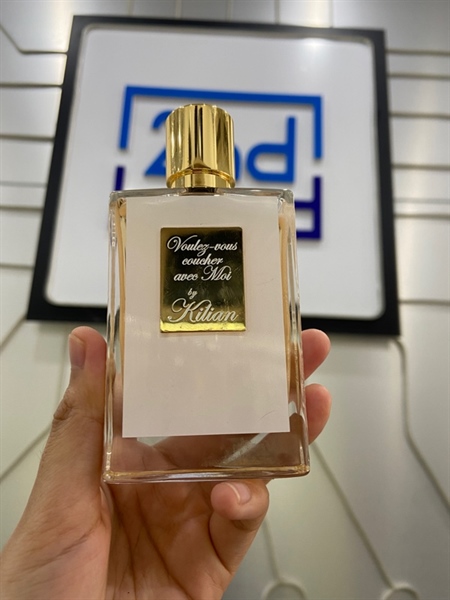 Voulez-vous
coucher
avec Moi
by
Kilian